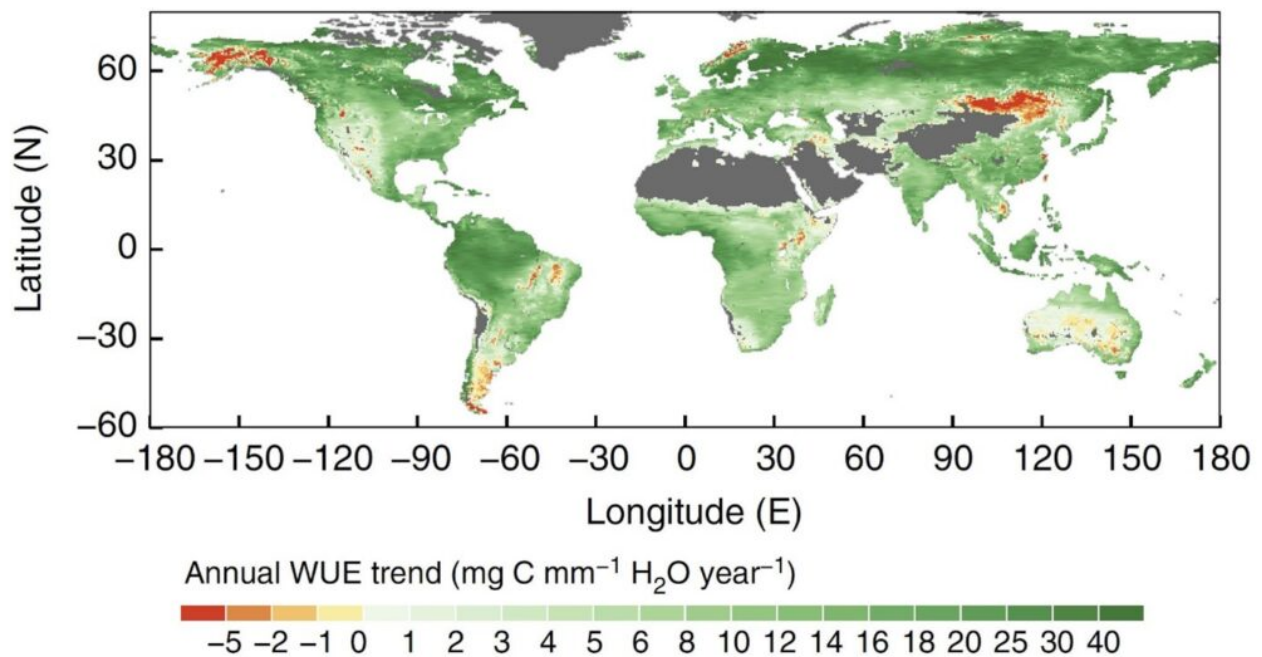 Latitude (N)
60
30
0
−30
−60
−180 −150 −120 −90 −60 −30 0 30 60 90 120 150 180
Longitude (E)
Annual WUE trend (mg C mm⁻¹ H₂O year⁻¹)
−5 −2 −1 0 1 2 3 4 5 6 8 10 12 14 16 18 20 25 30 40